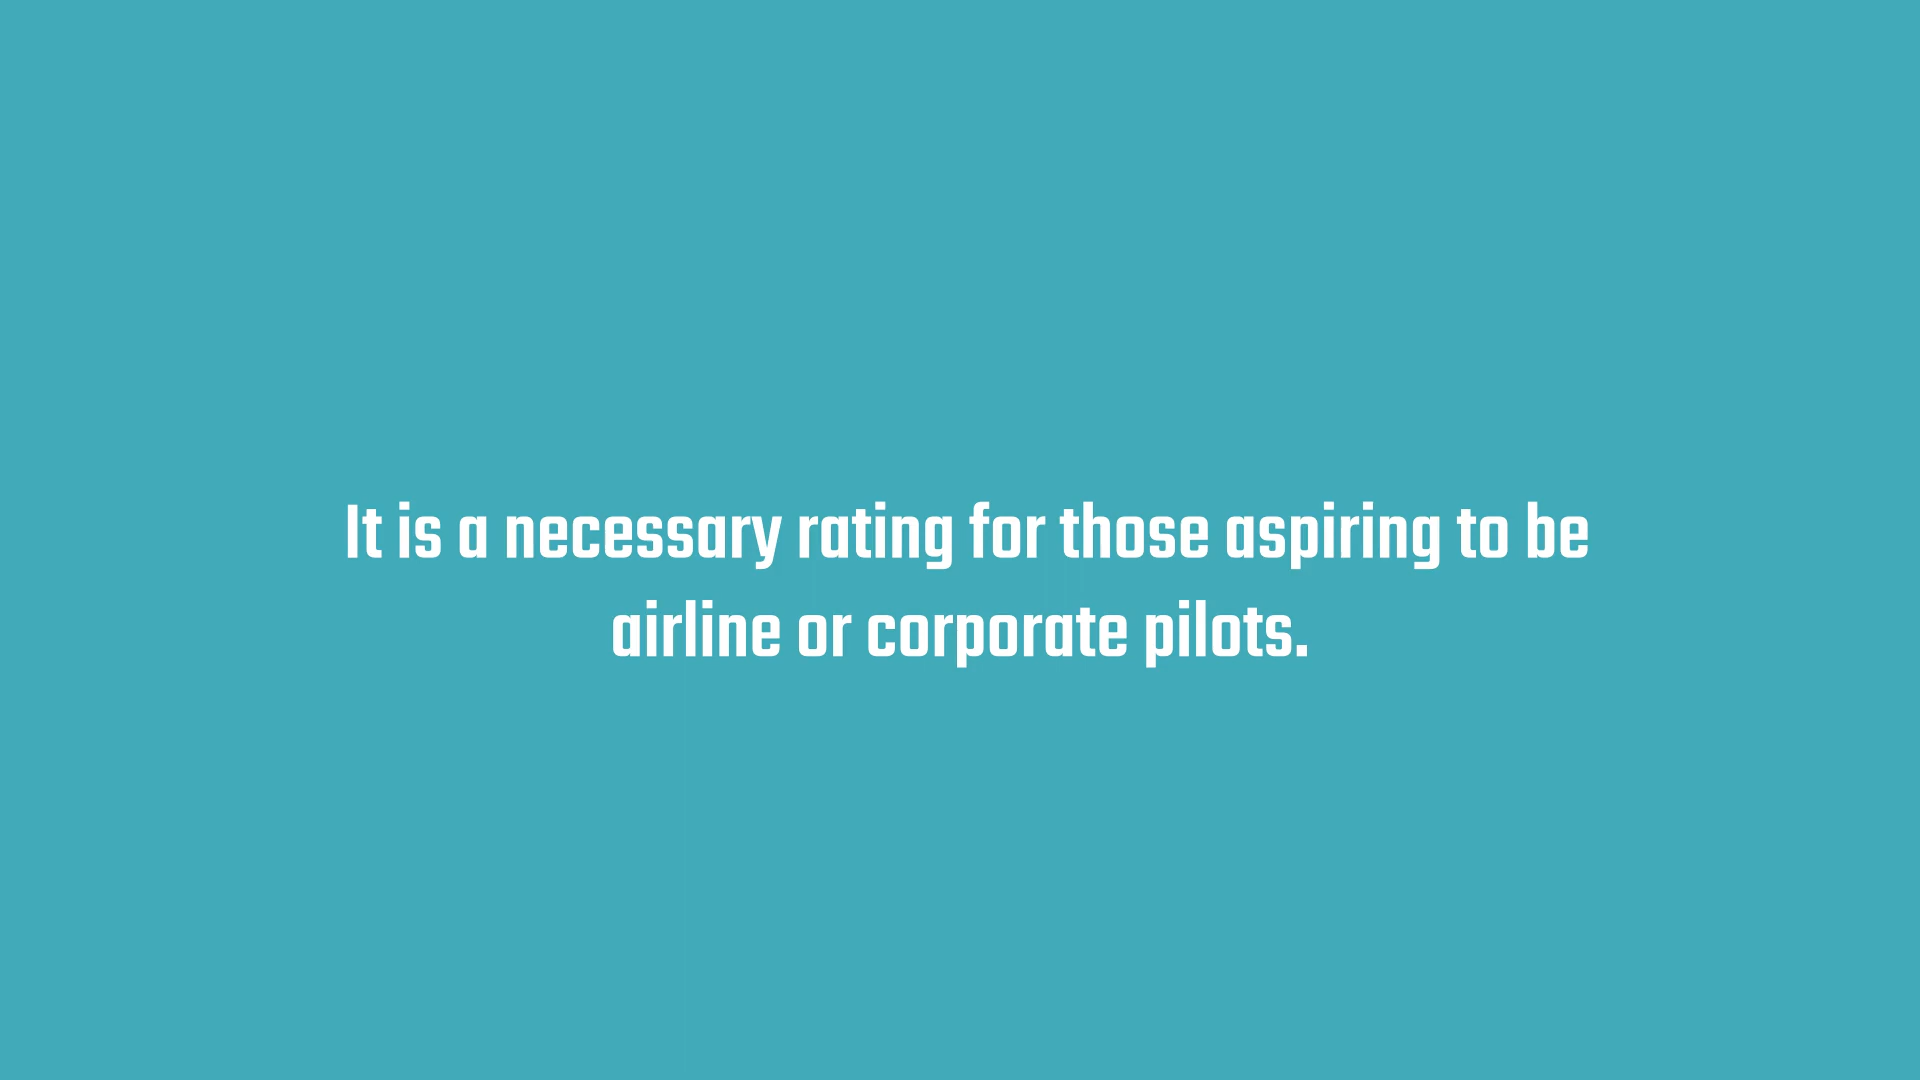 It is a necessary rating for those aspiring to be
airline or corporate pilots.